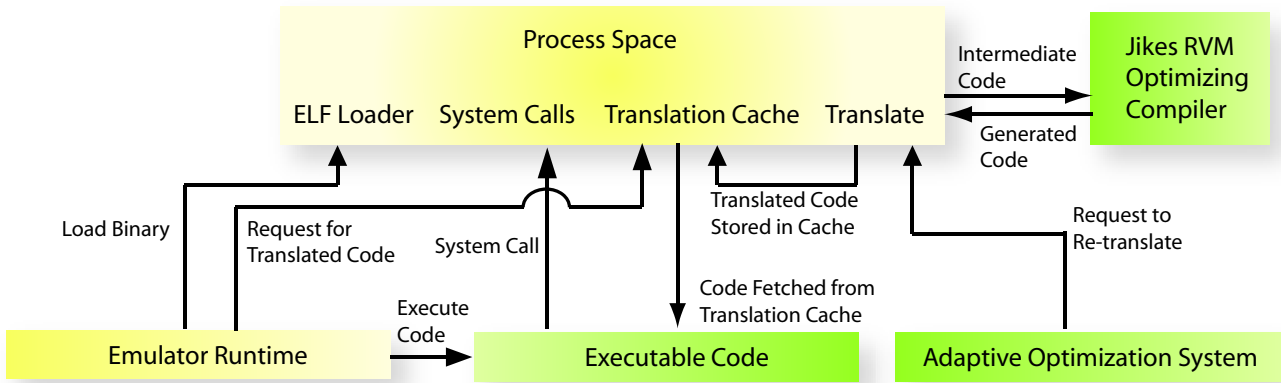 Process Space
ELF Loader
System Calls
Translation Cache
Translate
Intermediate
Code
Generated
Code
Jikes RVM
Optimizing
Compiler
Load Binary
Request for
Translated Code
System Call
Translated Code
Stored in Cache
Request to
Re-translate
Execute
Code
Code Fetched from
Translation Cache
Emulator Runtime
Executable Code
Adaptive Optimization System